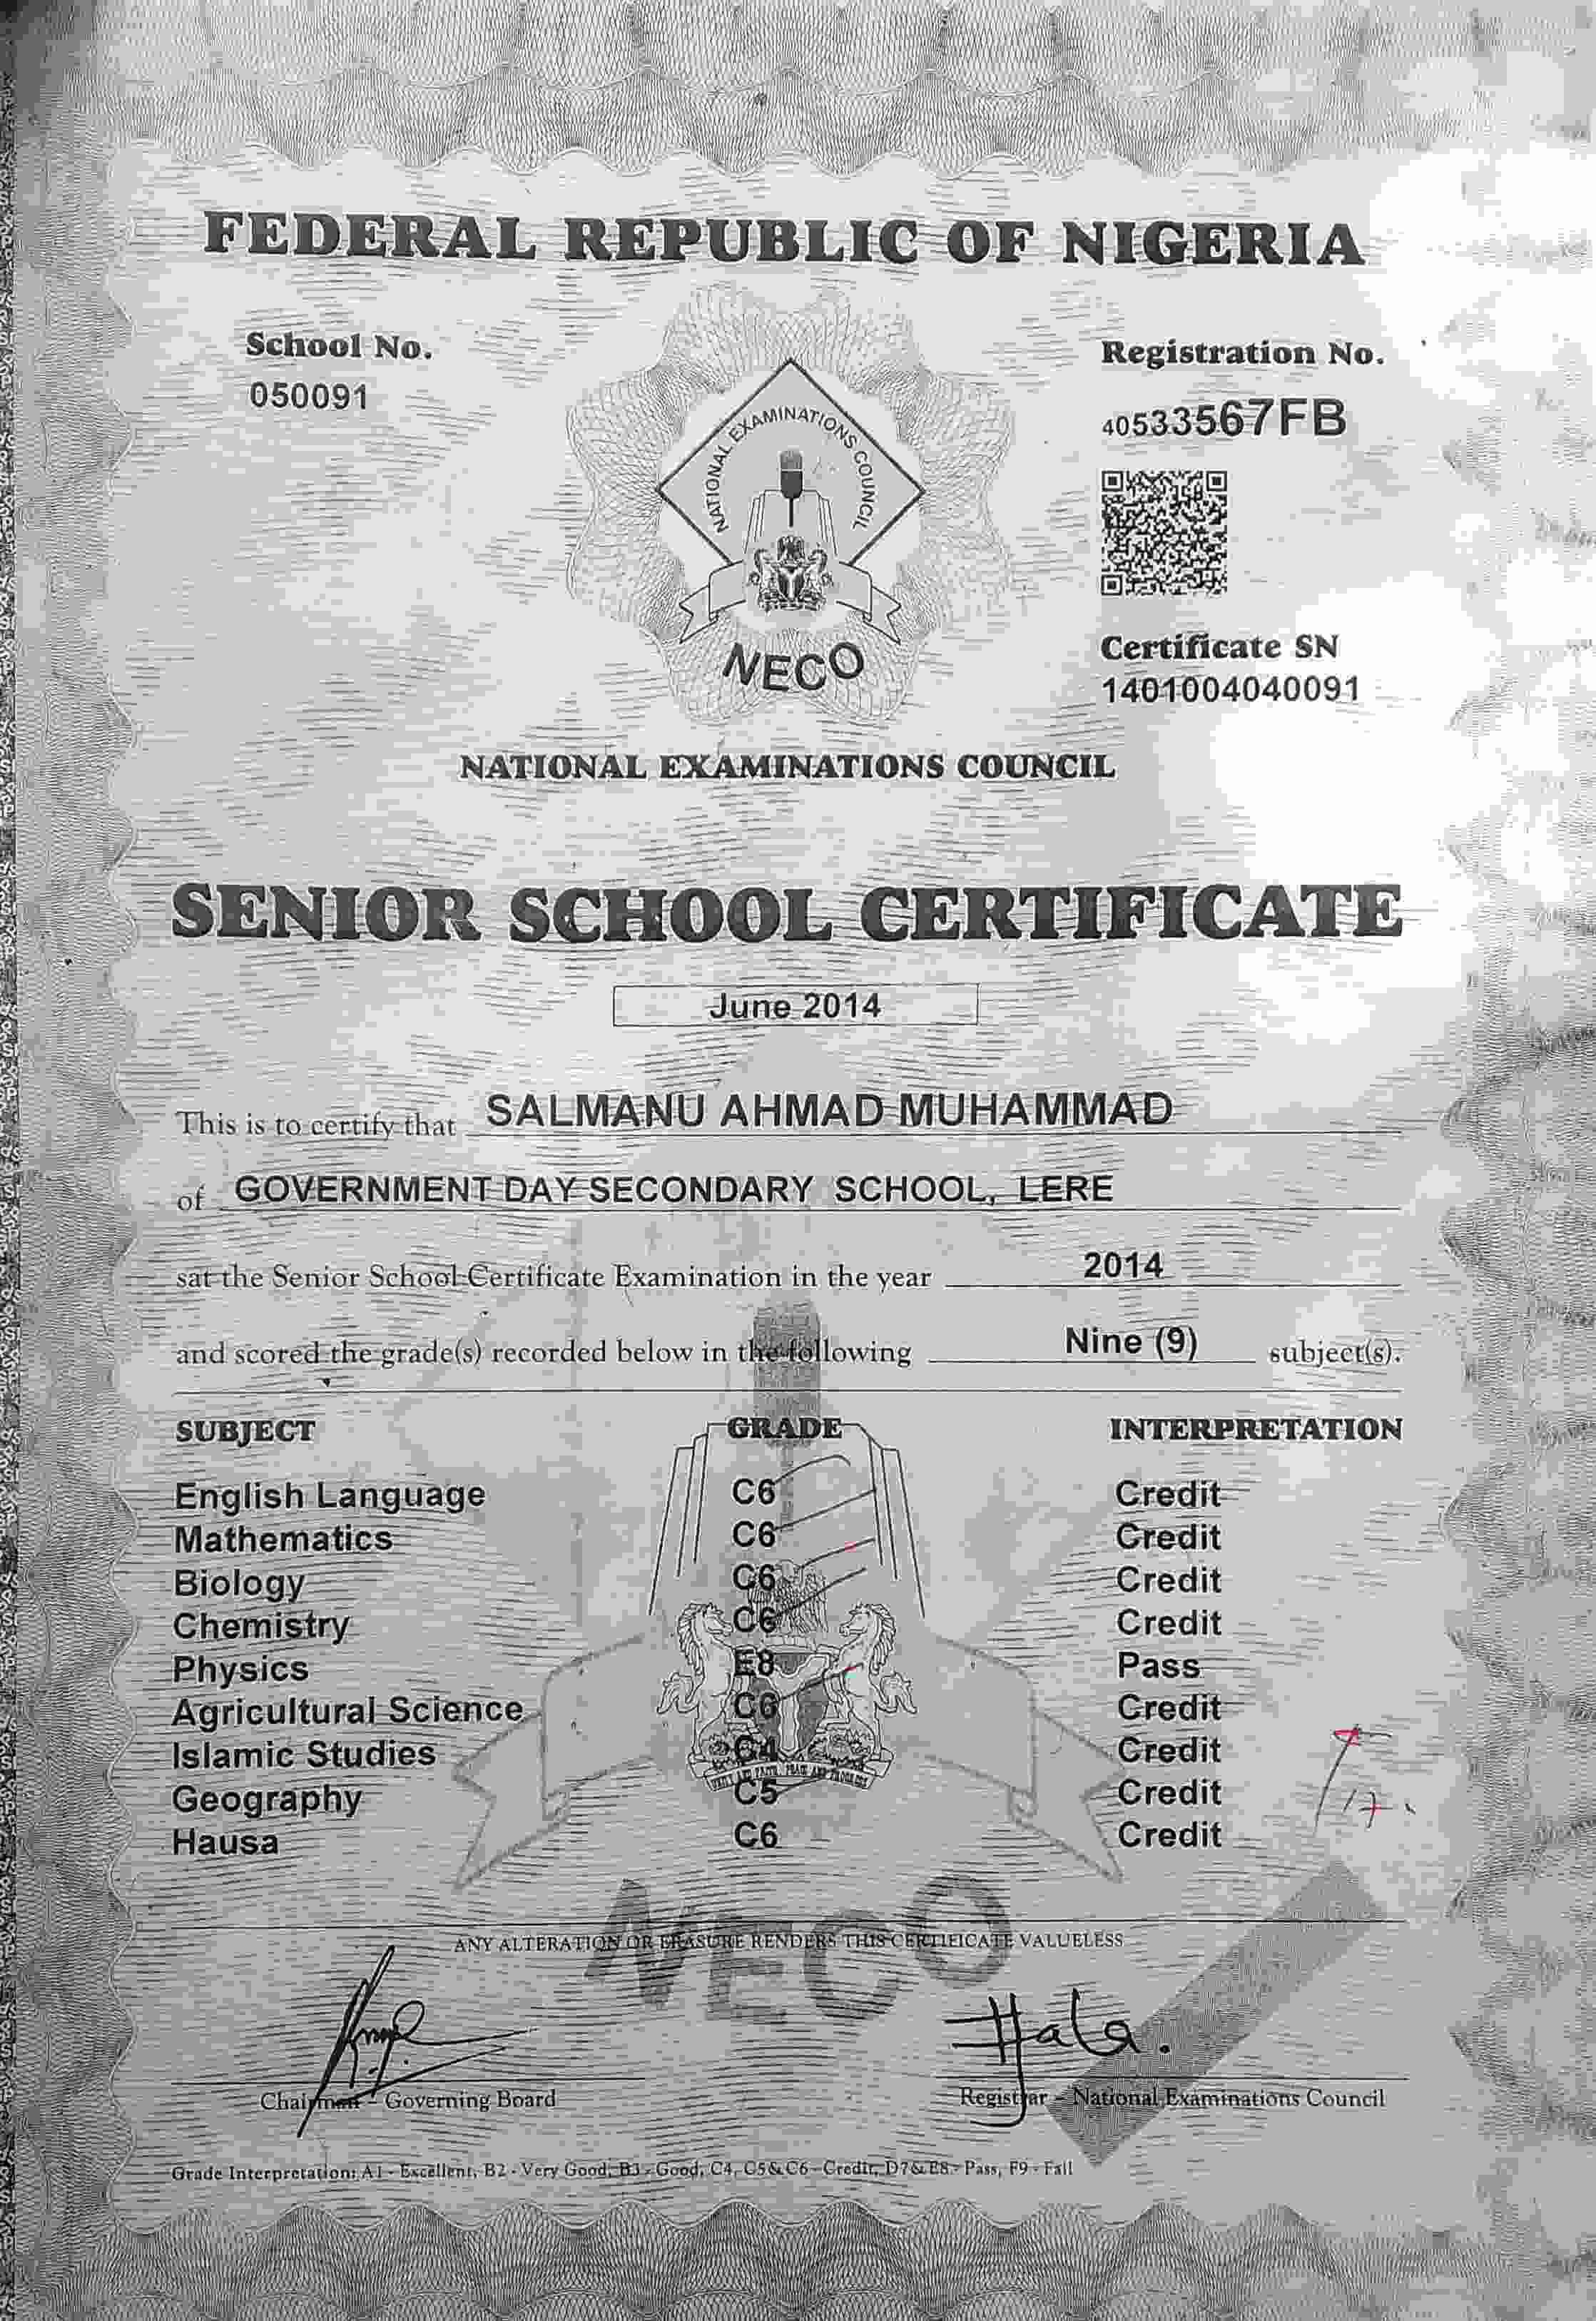 FEDERAL REPUBLIC OF NIGERIA
School No.
050091
Registration No.
40533567FB
NATIONAL EXAMINATIONS COUNCIL
NECO
Certificate SN
1401004040091
NATIONAL EXAMINATIONS COUNCIL
SENIOR SCHOOL CERTIFICATE
June 2014
This is to certify that SALMANU AHMAD MUHAMMAD
of GOVERNMENT DAY SECONDARY SCHOOL, LERE
sat the Senior School Certificate Examination in the year 2014
and scored the grade(s) recorded below in the following Nine (9) subject(s).
SUBJECT GRADE INTERPRETATION
English Language C6 Credit
Mathematics C6 Credit
Biology C6 Credit
Chemistry C6 Credit
Physics E8 Pass
Agricultural Science C6 Credit
Islamic Studies C4 Credit
UNITY AND FAITH, PEACE AND PROGRESS
Geography C5 Credit
Hausa C6 Credit
NECO
ANY ALTERATION OR ERASURE RENDERS THIS CERTIFICATE VALUELESS
Chairman - Governing Board
Registrar - National Examinations Council
Grade Interpretation: A1 - Excellent, B2 - Very Good, B3 - Good, C4, C5 & C6 - Credit, D7 & E8 - Pass, F9 - Fail